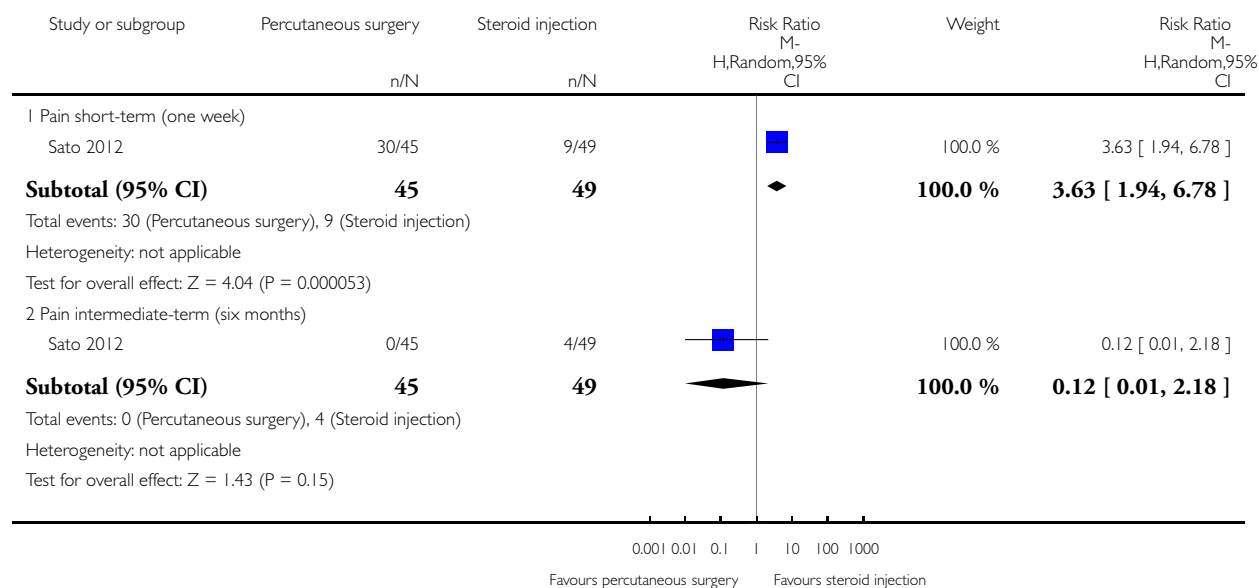 Study or subgroup Percutaneous surgery Steroid injection Risk Ratio Weight Risk Ratio
M- M-
H,Random,95% H,Random,95%
n/N n/N CI CI
1 Pain short-term (one week)
Sato 2012 30/45 9/49 100.0 % 3.63 [ 1.94, 6.78 ]
Subtotal (95% CI) 45 49 100.0 % 3.63 [ 1.94, 6.78 ]
Total events: 30 (Percutaneous surgery), 9 (Steroid injection)
Heterogeneity: not applicable
Test for overall effect: Z = 4.04 (P = 0.000053)
2 Pain intermediate-term (six months)
Sato 2012 0/45 4/49 100.0 % 0.12 [ 0.01, 2.18 ]
Subtotal (95% CI) 45 49 100.0 % 0.12 [ 0.01, 2.18 ]
Total events: 0 (Percutaneous surgery), 4 (Steroid injection)
Heterogeneity: not applicable
Test for overall effect: Z = 1.43 (P = 0.15)
0.001 0.01 0.1 1 10 100 1000
Favours percutaneous surgery Favours steroid injection